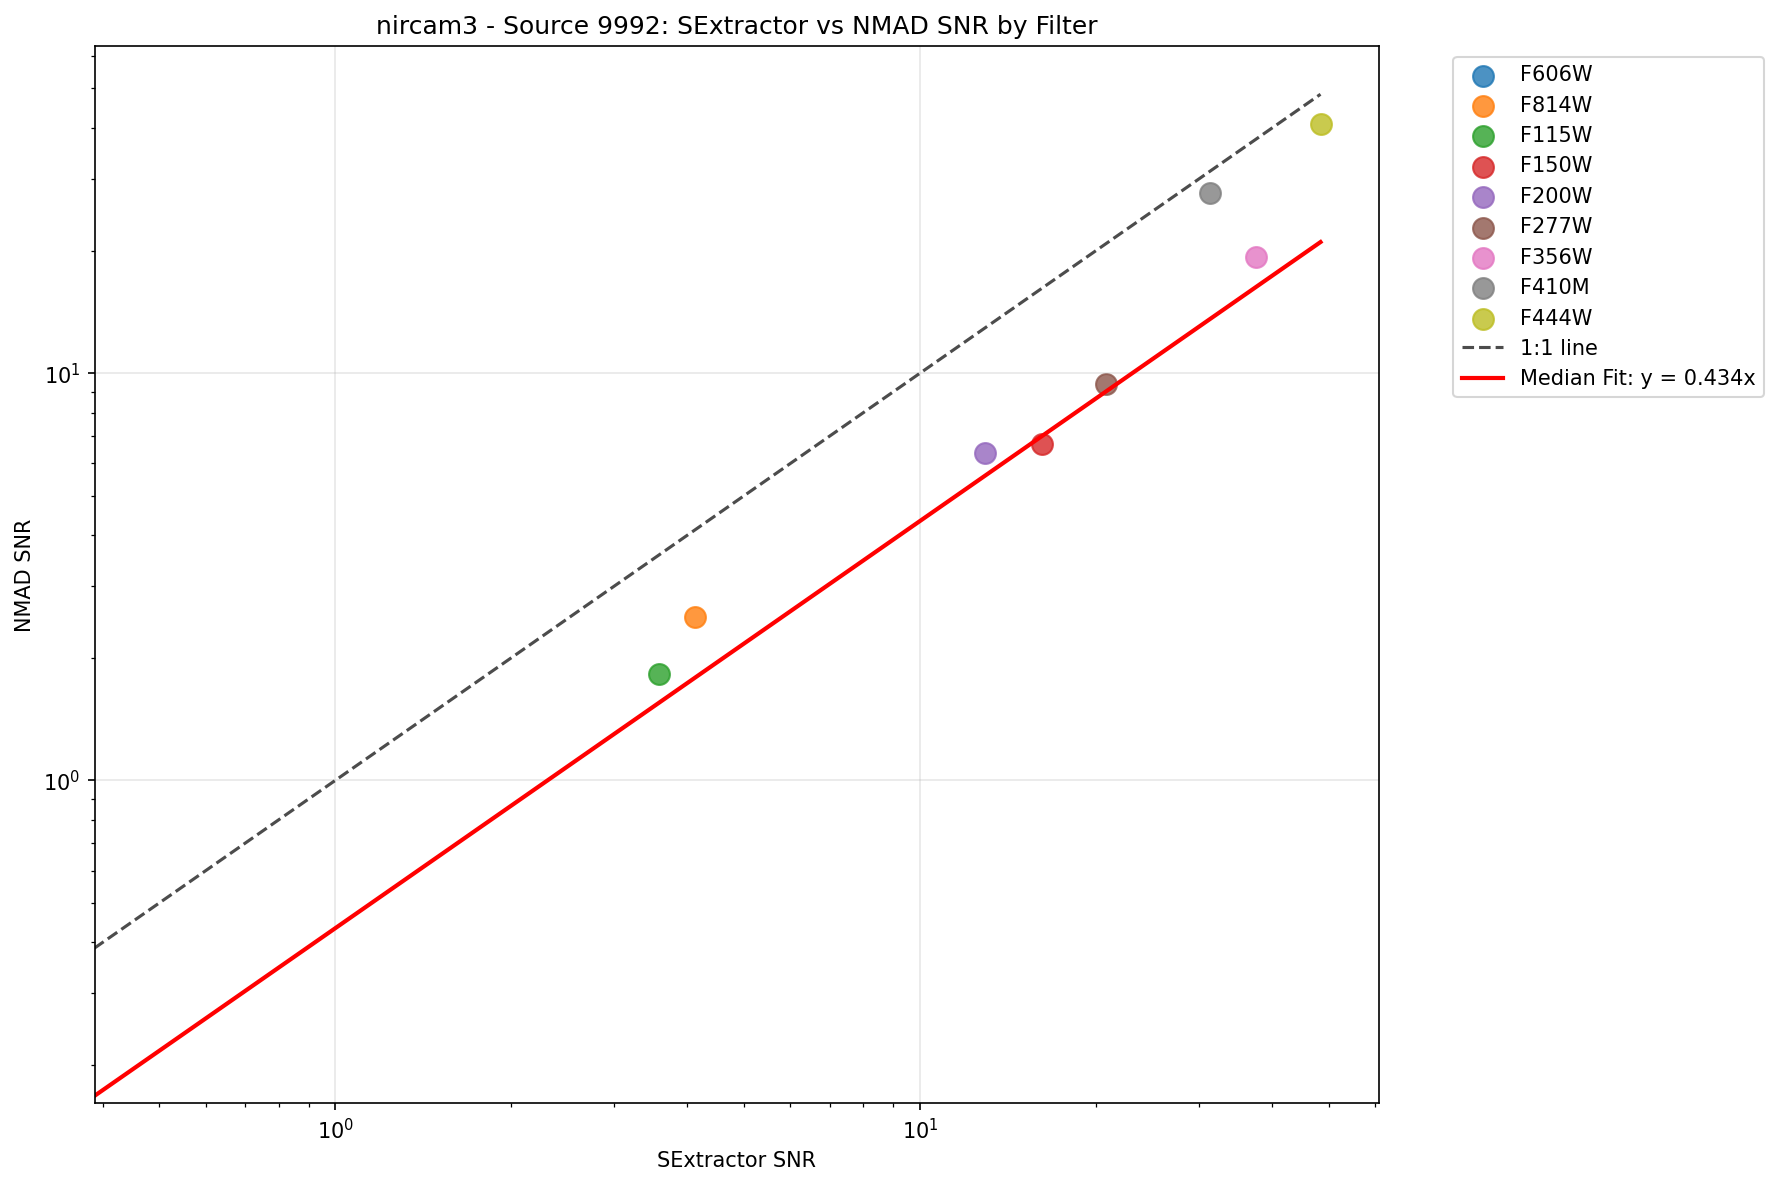 nircam3 - Source 9992: SExtractor vs NMAD SNR by Filter
F606W
F814W
F115W
F150W
F200W
F277W
F356W
F410M
F444W
1:1 line
Median Fit: y = 0.434x
NMAD SNR
10¹
10⁰
10⁰
10¹
SExtractor SNR